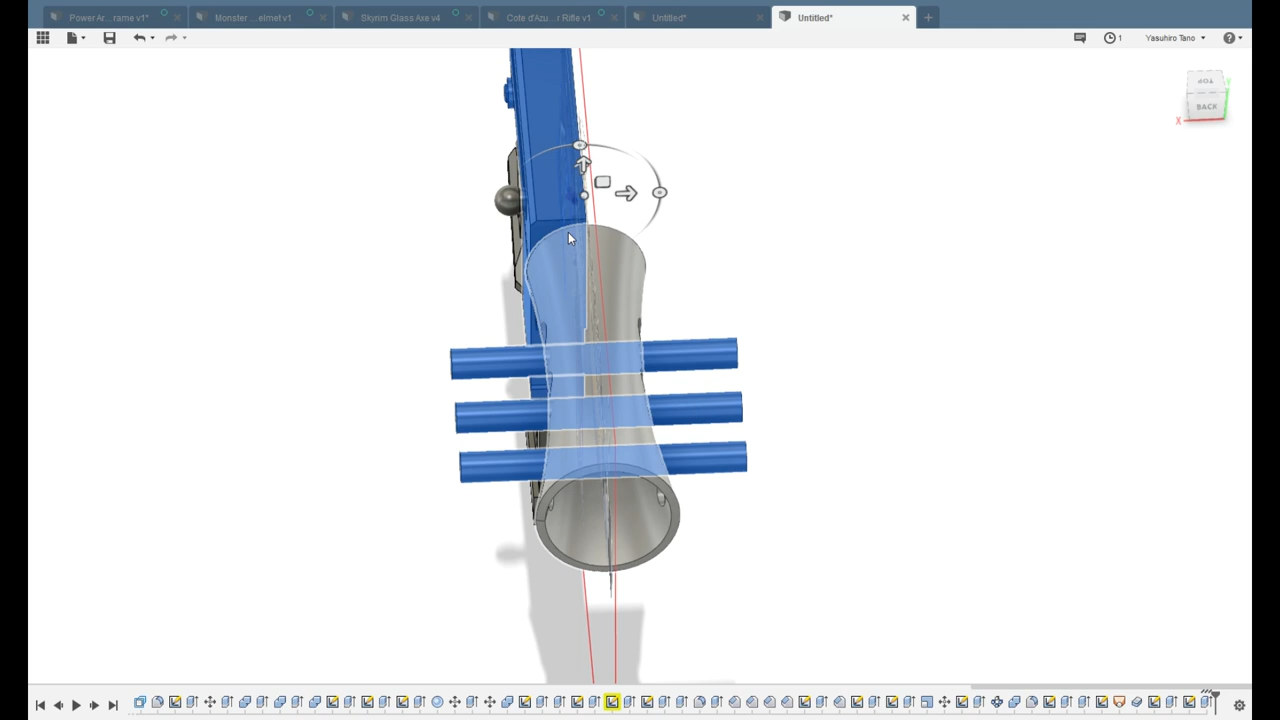 Power Ar...rame v1*
Monster ...elmet v1
Skyrim Glass Axe v4
Cote d'Azu...r Rifle v1
Untitled*
Untitled*
1
Yasuhiro Tano
TOP
BACK
X
Y